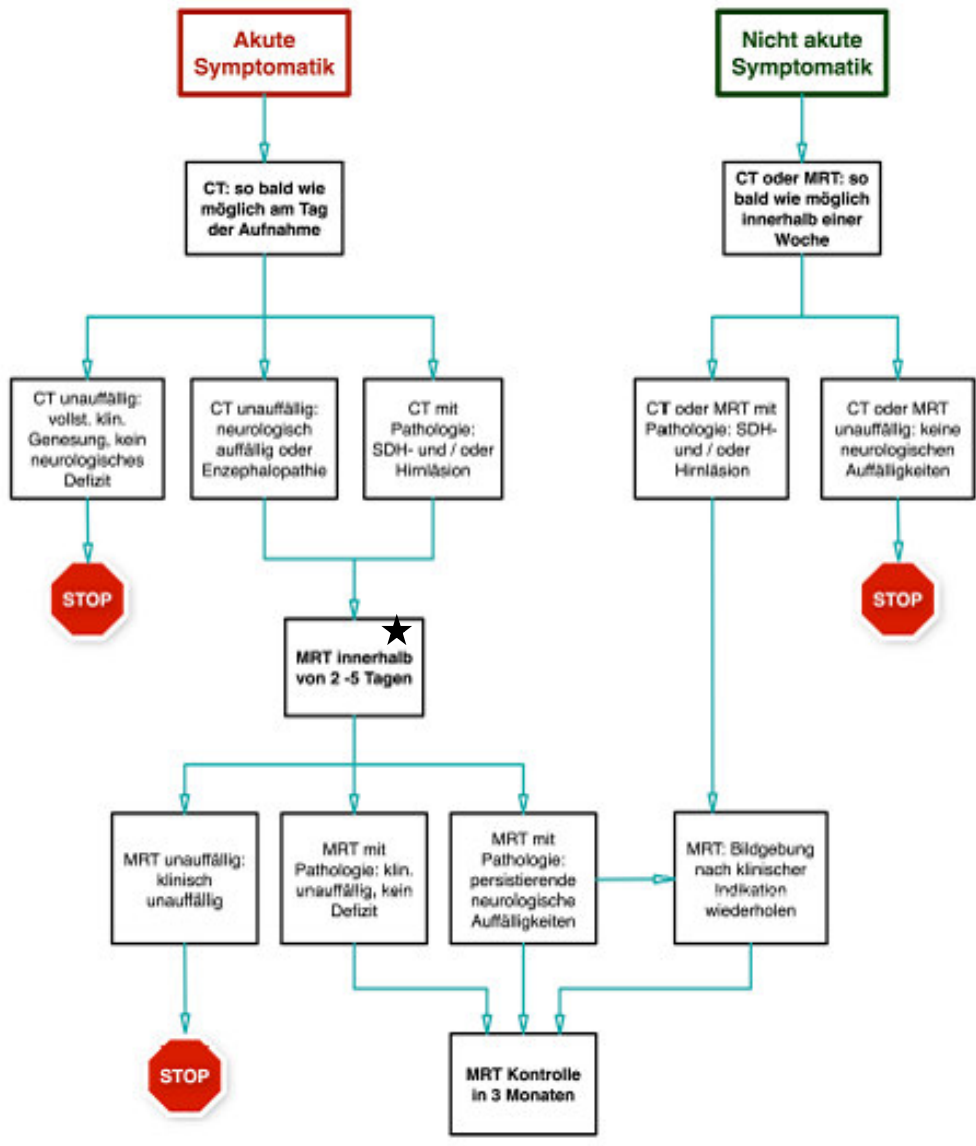 Akute
Symptomatik
Nicht akute
Symptomatik
CT: so bald wie
möglich am Tag
der Aufnahme
CT oder MRT: so
bald wie möglich
innerhalb einer
Woche
CT unauffällig:
vollst. klin.
Genesung, kein
neurologisches
Defizit
CT unauffällig:
neurologisch
auffällig oder
Enzephalopathie
CT mit
Pathologie:
SDH- und / oder
Hirnläsion
CT oder MRT mit
Pathologie: SDH-
und / oder
Hirnläsion
CT oder MRT
unauffällig: keine
neurologischen
Auffälligkeiten
STOP
STOP
MRT innerhalb
von 2 -5 Tagen
MRT unauffällig:
klinisch
unauffällig
MRT mit
Pathologie: klin.
unauffällig, kein
Defizit
MRT mit
Pathologie:
persistierende
neurologische
Auffälligkeiten
MRT: Bildgebung
nach klinischer
Indikation
wiederholen
STOP
MRT Kontrolle
in 3 Monaten